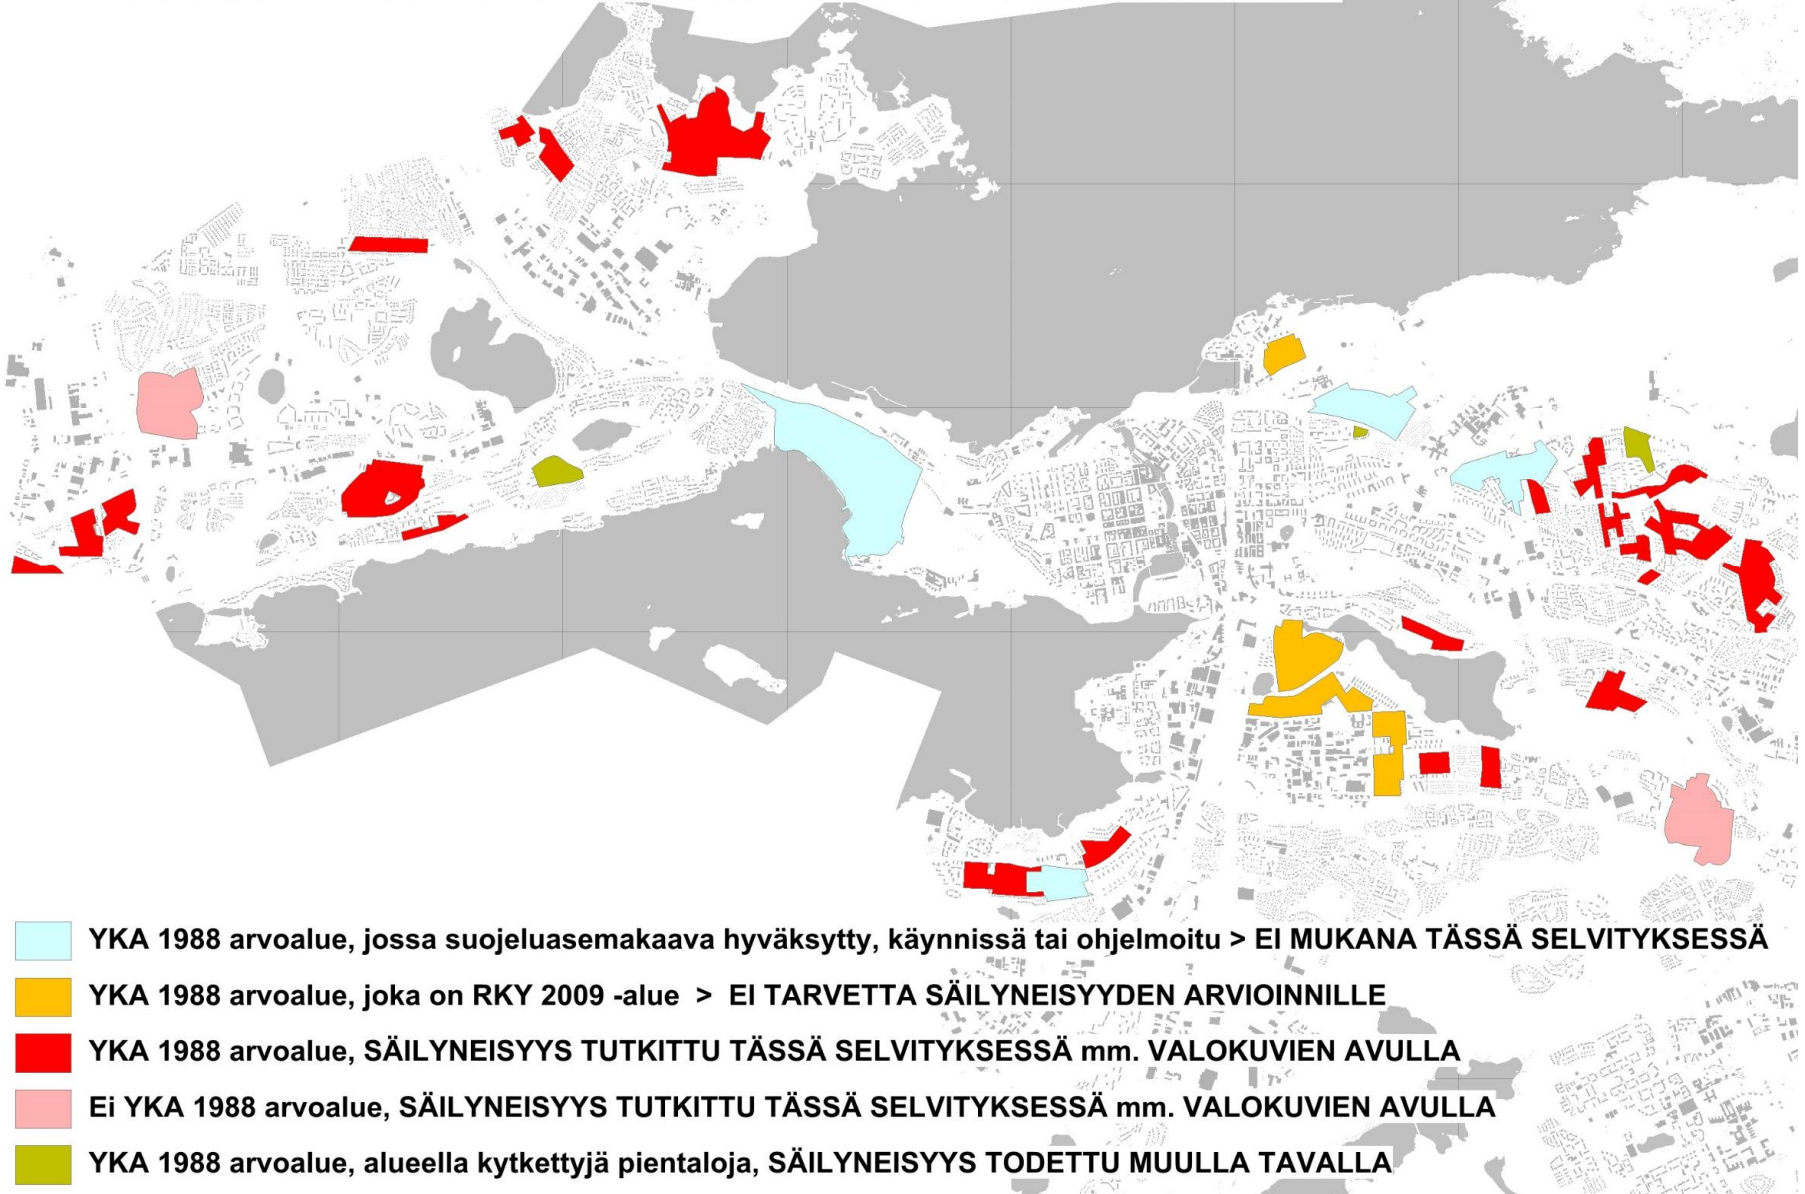 YKA 1988 arvoalue, jossa suojeluasemakaava hyväksytty, käynnissä tai ohjelmoitu > EI MUKANA TÄSSÄ SELVITYKSESSÄ
YKA 1988 arvoalue, joka on RKY 2009 -alue > EI TARVETTA SÄILYNEISYYDEN ARVIOINNILLE
YKA 1988 arvoalue, SÄILYNEISYYS TUTKITTU TÄSSÄ SELVITYKSESSÄ mm. VALOKUVIEN AVULLA
Ei YKA 1988 arvoalue, SÄILYNEISYYS TUTKITTU TÄSSÄ SELVITYKSESSÄ mm. VALOKUVIEN AVULLA
YKA 1988 arvoalue, alueella kytkettyjä pientaloja, SÄILYNEISYYS TODETTU MUULLA TAVALLA